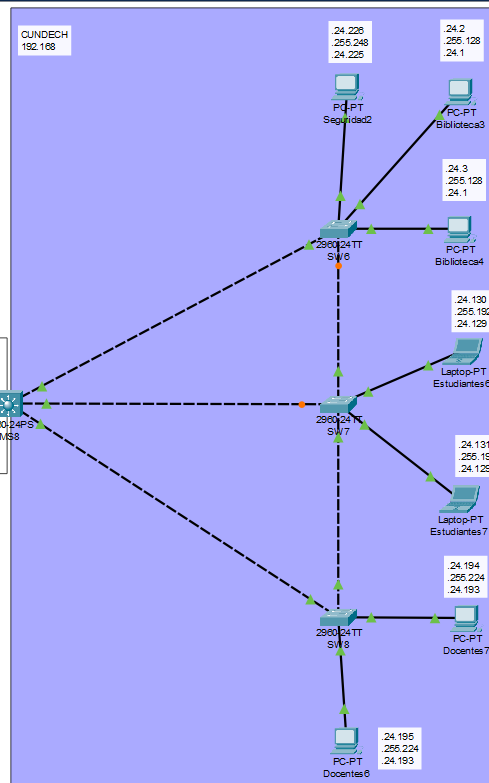 CUNDECH
192.168
.24.226
.255.248
.24.225
PC-PT
Seguridad2
.24.2
.255.128
.24.1
PC-PT
Biblioteca3
.24.3
.255.128
.24.1
PC-PT
Biblioteca4
2960-24TT
SW6
.24.130
.255.192
.24.129
Laptop-PT
Estudiantes6
0-24PS
MS8
2960-24TT
SW7
.24.131
.255.19
.24.129
Laptop-PT
Estudiantes7
.24.194
.255.224
.24.193
PC-PT
Docentes7
2960-24TT
SW8
.24.195
.255.224
.24.193
PC-PT
Docentes6